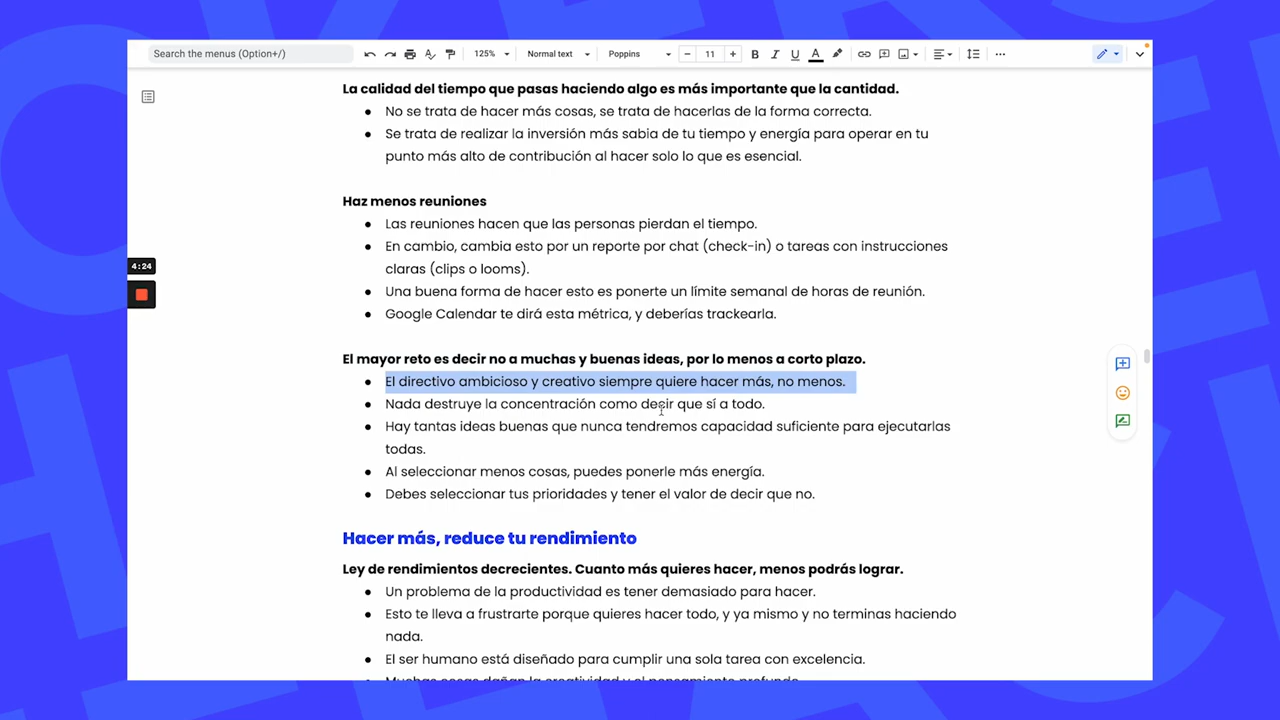 Search the menus (Option+/)
125%
Normal text
Poppins
11
B
I
U
A
La calidad del tiempo que pasas haciendo algo es más importante que la cantidad.
No se trata de hacer más cosas, se trata de hacerlas de la forma correcta.
Se trata de realizar la inversión más sabia de tu tiempo y energía para operar en tu
punto más alto de contribución al hacer solo lo que es esencial.
Haz menos reuniones
Las reuniones hacen que las personas pierdan el tiempo.
En cambio, cambia esto por un reporte por chat (check-in) o tareas con instrucciones
claras (clips o looms).
4:24
Una buena forma de hacer esto es ponerte un límite semanal de horas de reunión.
Google Calendar te dirá esta métrica, y deberías trackearla.
El mayor reto es decir no a muchas y buenas ideas, por lo menos a corto plazo.
El directivo ambicioso y creativo siempre quiere hacer más, no menos.
Nada destruye la concentración como decir que sí a todo.
Hay tantas ideas buenas que nunca tendremos capacidad suficiente para ejecutarlas
todas.
Al seleccionar menos cosas, puedes ponerle más energía.
Debes seleccionar tus prioridades y tener el valor de decir que no.
Hacer más, reduce tu rendimiento
Ley de rendimientos decrecientes. Cuanto más quieres hacer, menos podrás lograr.
Un problema de la productividad es tener demasiado para hacer.
Esto te lleva a frustrarte porque quieres hacer todo, y ya mismo y no terminas haciendo
nada.
El ser humano está diseñado para cumplir una sola tarea con excelencia.
Muchas cosas dañan la creatividad y el pensamiento profundo.